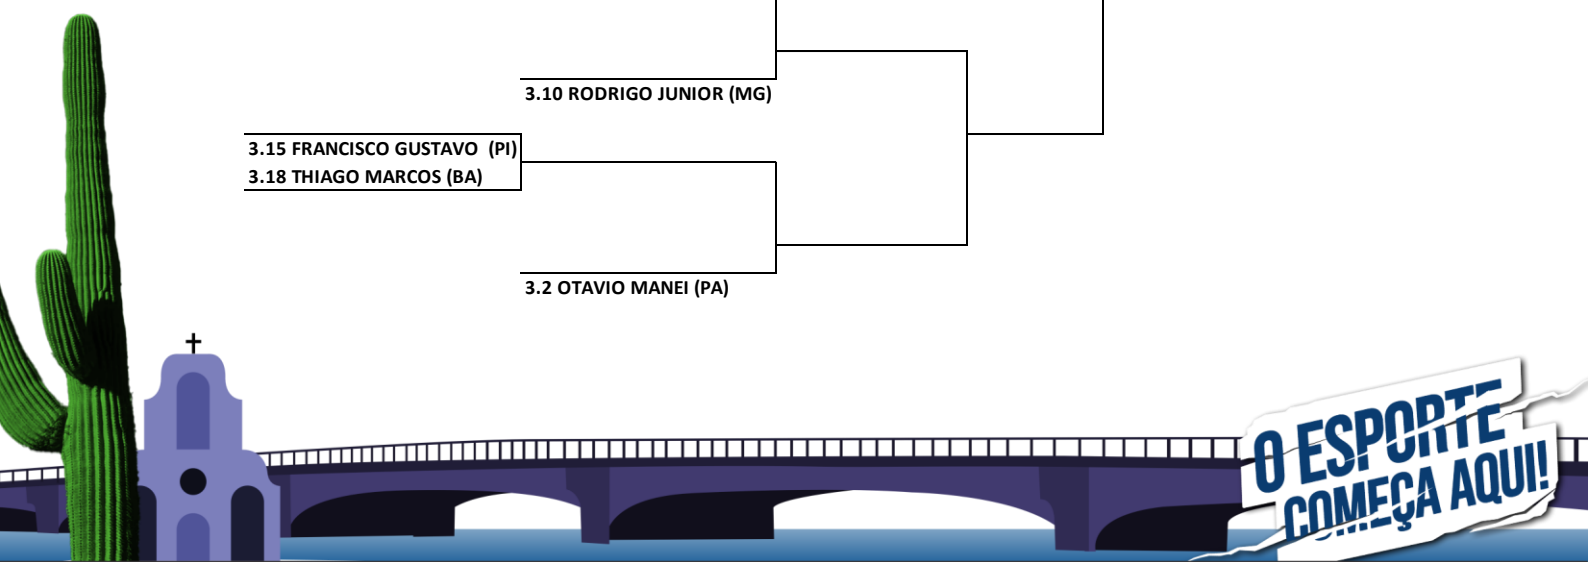 3.10 RODRIGO JUNIOR (MG)
3.15 FRANCISCO GUSTAVO  (PI)
3.18 THIAGO MARCOS (BA)
3.2 OTAVIO MANEI (PA)
O ESPORTE
COMEÇA AQUI!